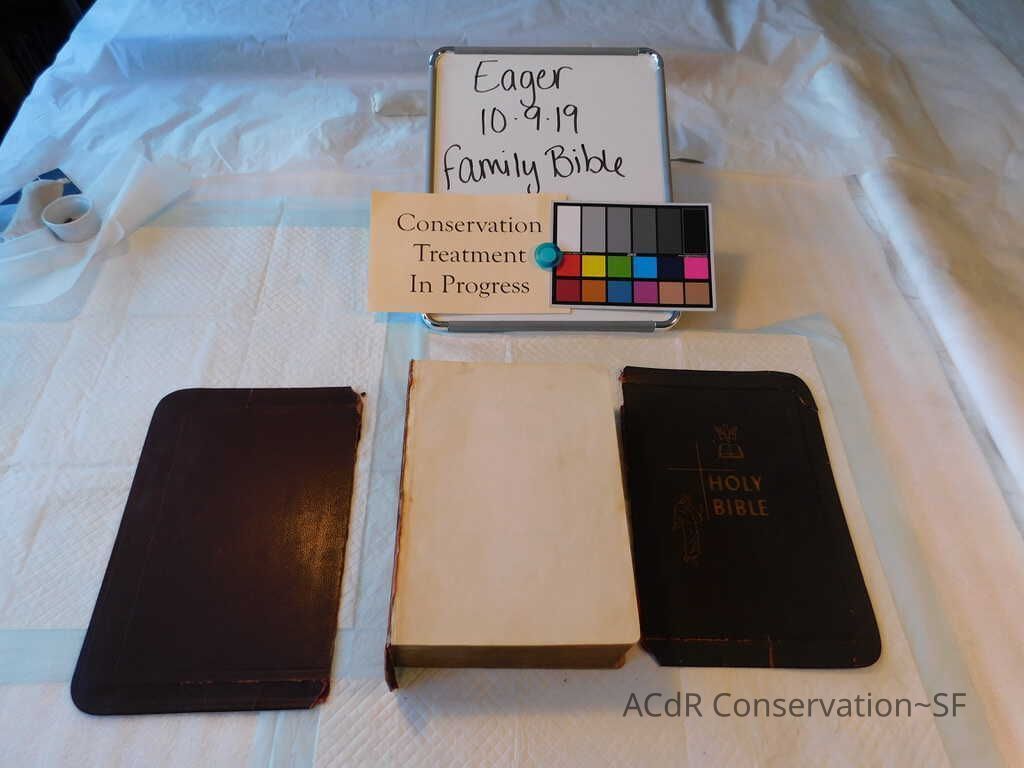 Eager
10.9.19
family Bible
Conservation
Treatment
In Progress
HOLY
BIBLE
ACdR Conservation~SF